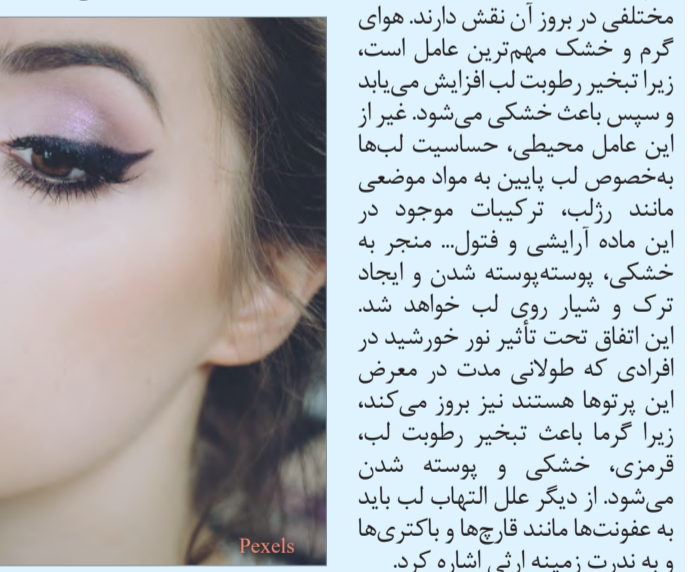 مختلفی در بروز آن نقش دارند. هوای
گرم و خشک مهم‌ترین عامل است،
زیرا تبخیر رطوبت لب افزایش می‌یابد
و سپس باعث خشکی می‌شود. غیر از
این عامل محیطی، حساسیت لب‌ها
به‌خصوص لب پایین به مواد موضعی
مانند رژلب، ترکیبات موجود در
این ماده آرایشی و فتول... منجر به
خشکی، پوسته‌پوسته شدن و ایجاد
ترک و شیار روی لب خواهد شد.
این اتفاق تحت تأثیر نور خورشید در
افرادی که طولانی مدت در معرض
این پرتوها هستند نیز بروز می‌کند،
زیرا گرما باعث تبخیر رطوبت لب،
قرمزی، خشکی و پوسته شدن
می‌شود. از دیگر علل التهاب لب باید
به عفونت‌ها مانند قارچ‌ها و باکتری‌ها
و به ندرت زمینه ارثی اشاره کرد.
Pexels